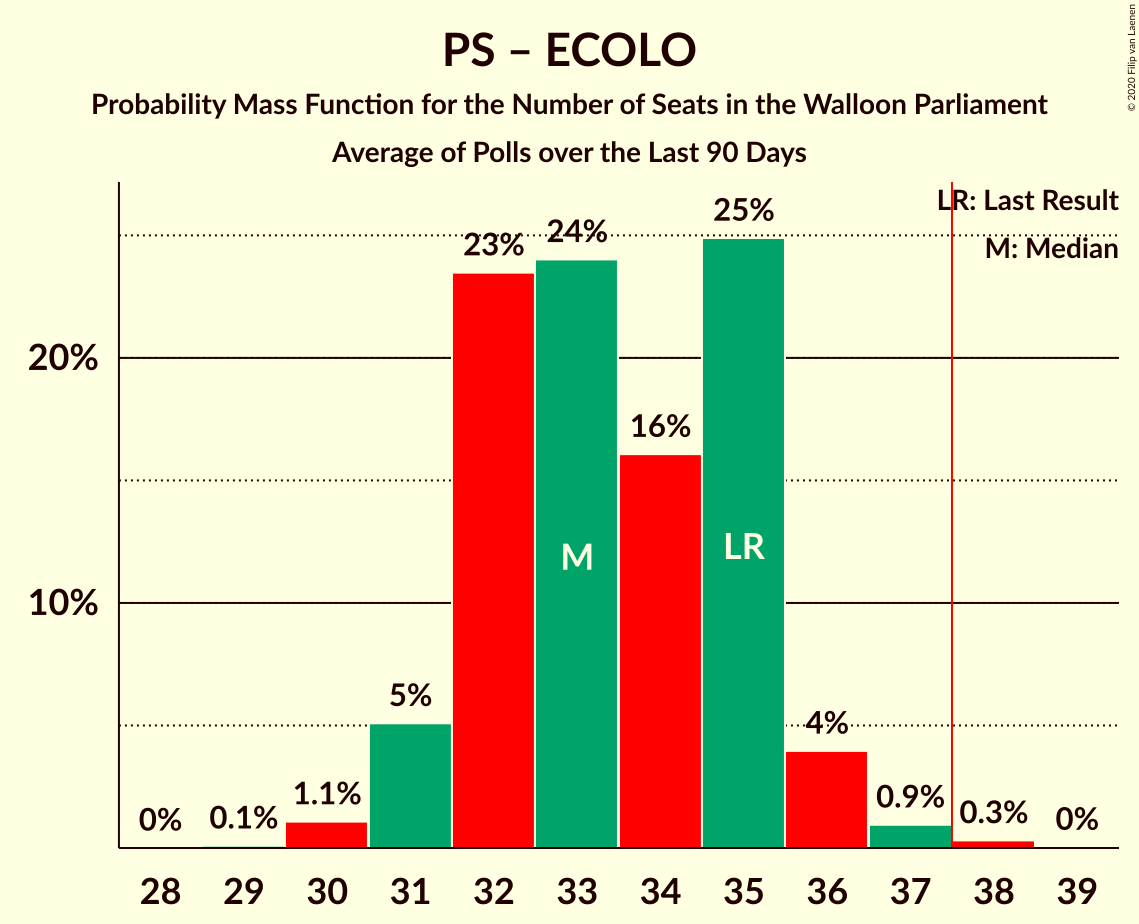 PS – ECOLO
Probability Mass Function for the Number of Seats in the Walloon Parliament
Average of Polls over the Last 90 Days
© 2020 Filip van Laenen
LR: Last Result
M: Median
20%
10%
0%
0.1%
1.1%
5%
23%
24%
16%
25%
4%
0.9%
0.3%
0%
M
LR
28 29 30 31 32 33 34 35 36 37 38 39